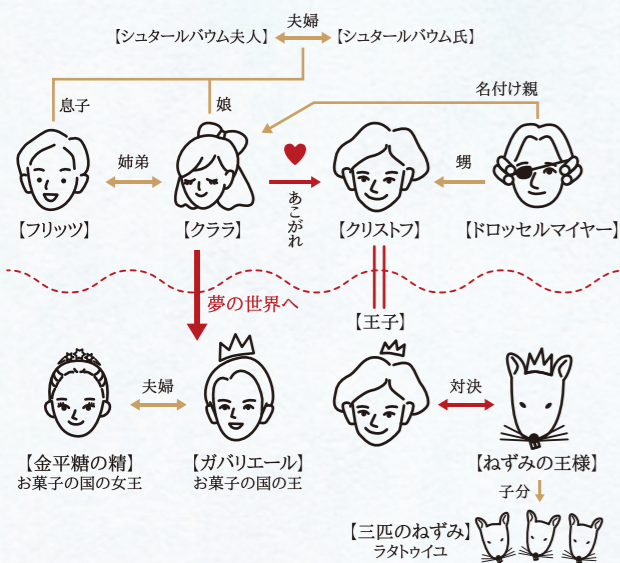 夫婦
【シュタールバウム夫人】
【シュタールバウム氏】
息子
娘
名付け親
姉弟
あこがれ
甥
【フリッツ】
【クララ】
【クリストフ】
【ドロッセルマイヤー】
夢の世界へ
【王子】
夫婦
対決
【金平糖の精】
お菓子の国の女王
【ガバリエール】
お菓子の国の王
【ねずみの王様】
子分
【三匹のねずみ】
ラタトゥイユ